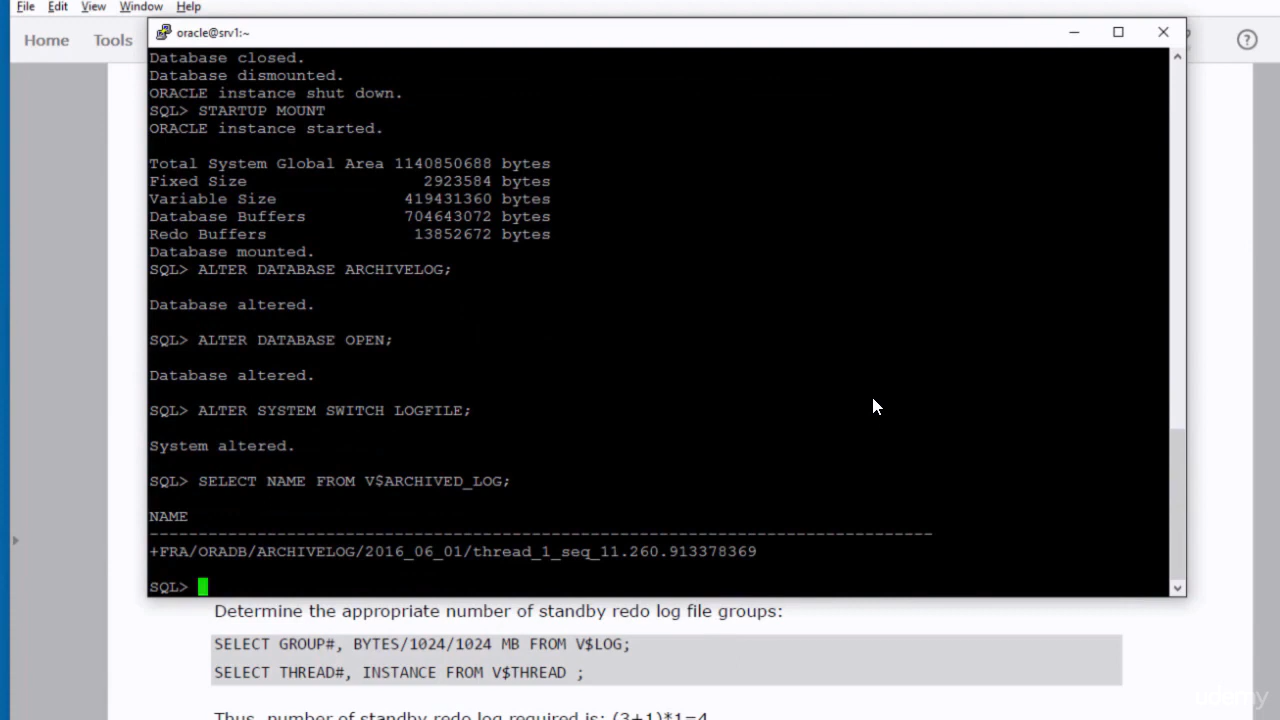 File Edit View Window Help
oracle@srv1:~
Home Tools
Database closed.
Database dismounted.
ORACLE instance shut down.
SQL> STARTUP MOUNT
ORACLE instance started.
Total System Global Area 1140850688 bytes
Fixed Size 2923584 bytes
Variable Size 419431360 bytes
Database Buffers 704643072 bytes
Redo Buffers 13852672 bytes
Database mounted.
SQL> ALTER DATABASE ARCHIVELOG;
Database altered.
SQL> ALTER DATABASE OPEN;
Database altered.
SQL> ALTER SYSTEM SWITCH LOGFILE;
System altered.
SQL> SELECT NAME FROM V$ARCHIVED_LOG;
NAME
--------------------------------------------------------------------------------
+FRA/ORADB/ARCHIVELOG/2016_06_01/thread_1_seq_11.260.913378369
SQL>
Determine the appropriate number of standby redo log file groups:
SELECT GROUP#, BYTES/1024/1024 MB FROM V$LOG;
SELECT THREAD#, INSTANCE FROM V$THREAD ;
Thus, number of standby redo log required is: (3+1)*1=4
udemy